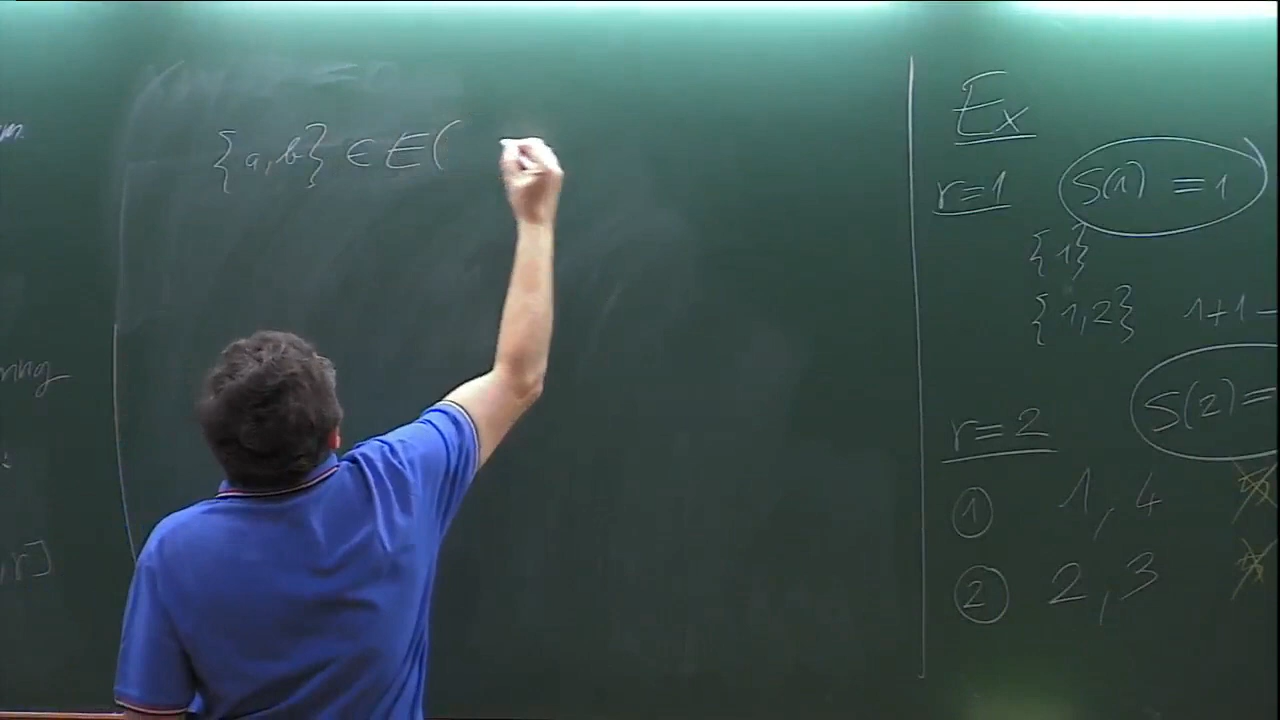 {a,b} ∈ E(
Ex
r=1 S(1) = 1
{1}
{1,2} 1+1-
r=2 S(2)=
① 1, 4
② 2, 3
,r]